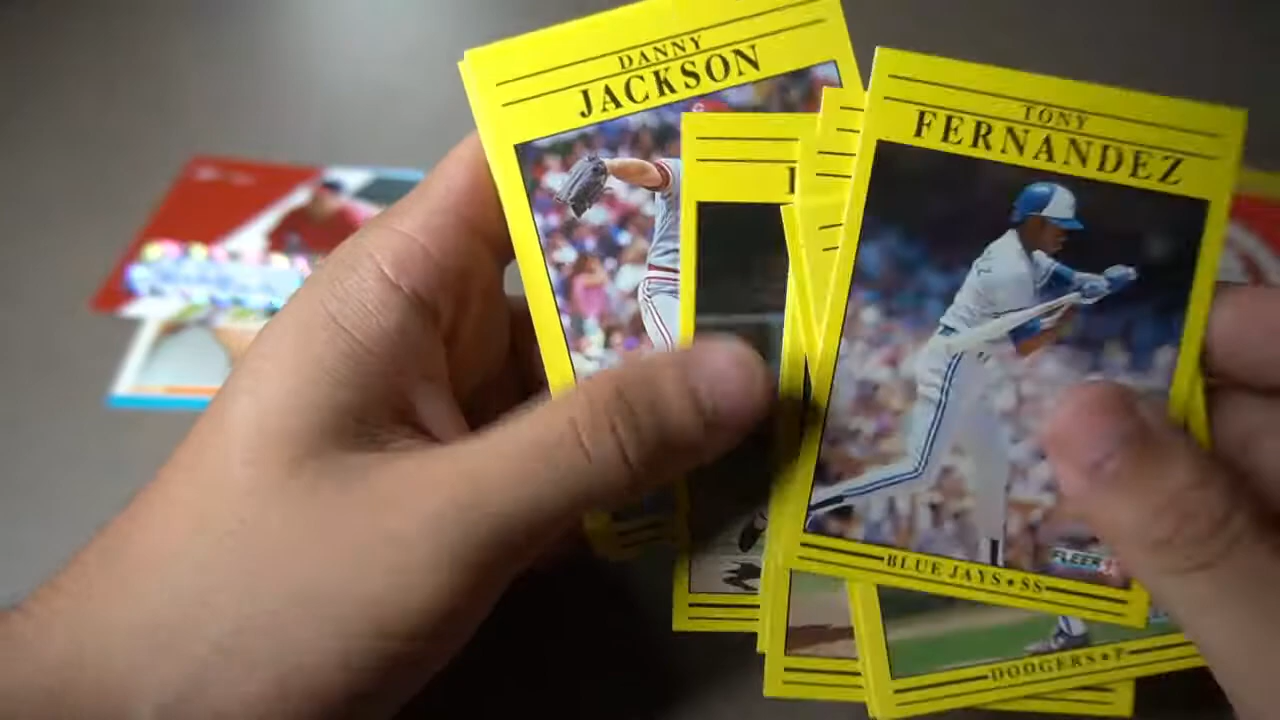 DANNY
JACKSON
TONY
FERNANDEZ
FLEER
BLUE JAYS • SS
DODGERS • P